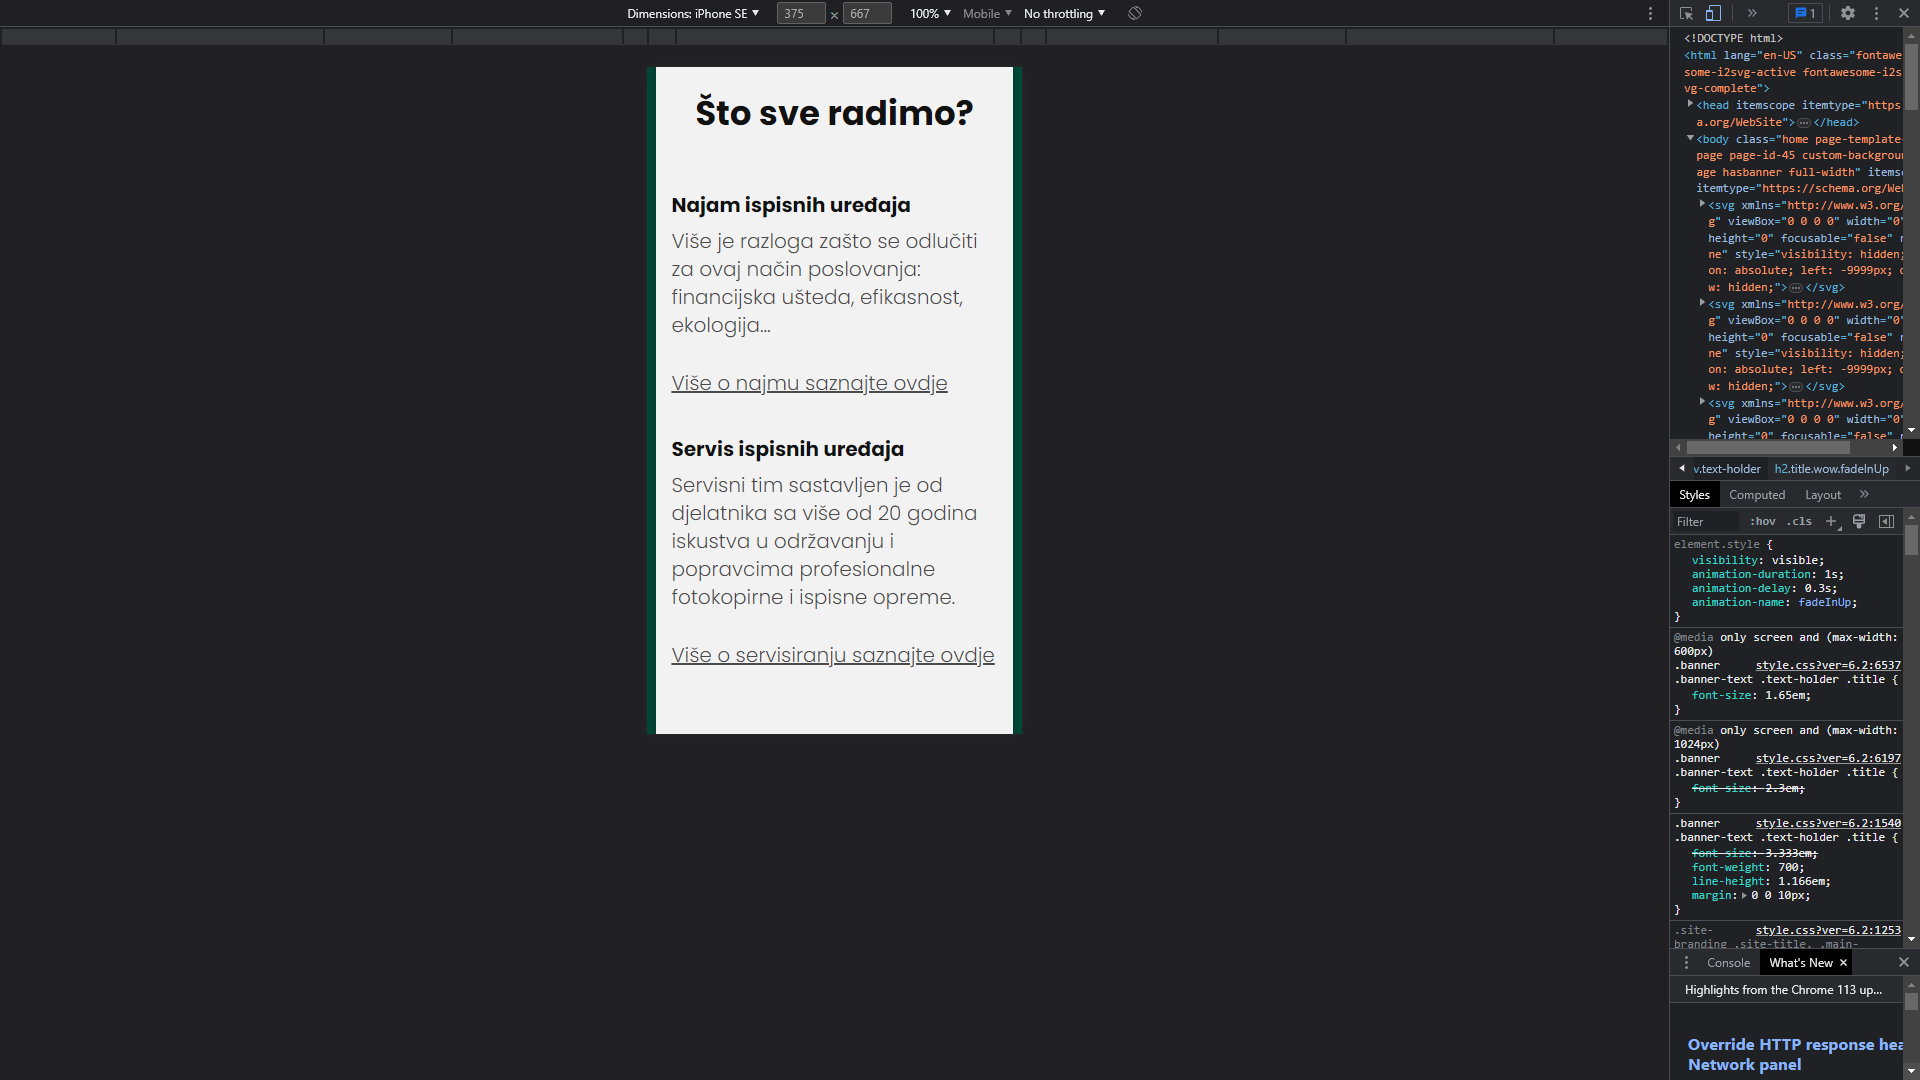 Dimensions: iPhone SE ▼ 375 × 667 100% ▼ Mobile ▼ No throttling ▼
Što sve radimo?
Najam ispisnih uređaja
Više je razloga zašto se odlučiti
za ovaj način poslovanja:
financijska ušteda, efikasnost,
ekologija...
Više o najmu saznajte ovdje
Servis ispisnih uređaja
Servisni tim sastavljen je od
djelatnika sa više od 20 godina
iskustva u održavanju i
popravcima profesionalne
fotokopirne i ispisne opreme.
Više o servisiranju saznajte ovdje
1
<!DOCTYPE html>
<html lang="en-US" class="fontawe
some-i2svg-active fontawesome-i2s
vg-complete">
<head itemscope itemtype="https
a.org/WebSite"> … </head>
<body class="home page-template-
page page-id-45 custom-backgrou
age hasbanner full-width" itemsc
itemtype="https://schema.org/We
<svg xmlns="http://www.w3.org/
g" viewBox="0 0 0 0" width="0"
height="0" focusable="false" r
ne" style="visibility: hidden;
on: absolute; left: -9999px; o
w: hidden;"> … </svg>
<svg xmlns="http://www.w3.org/
g" viewBox="0 0 0 0" width="0"
height="0" focusable="false" r
ne" style="visibility: hidden;
on: absolute; left: -9999px; o
w: hidden;"> … </svg>
<svg xmlns="http://www.w3.org/
g" viewBox="0 0 0 0" width="0"
height="0" focusable="false" r
v.text-holder h2.title.wow.fadeInUp
Styles Computed Layout »
Filter :hov .cls +
element.style {
visibility: visible;
animation-duration: 1s;
animation-delay: 0.3s;
animation-name: fadeInUp;
}
@media only screen and (max-width:
600px)
.banner style.css?ver=6.2:6537
.banner-text .text-holder .title {
font-size: 1.65em;
}
@media only screen and (max-width:
1024px)
.banner style.css?ver=6.2:6197
.banner-text .text-holder .title {
font-size: 2.3em;
}
.banner style.css?ver=6.2:1540
.banner-text .text-holder .title {
font-size: 3.333em;
font-weight: 700;
line-height: 1.166em;
margin: 0 0 10px;
}
.site- style.css?ver=6.2:1253
branding .site-title, .main-
Console What's New ×
Highlights from the Chrome 113 up...
Override HTTP response hea
Network panel